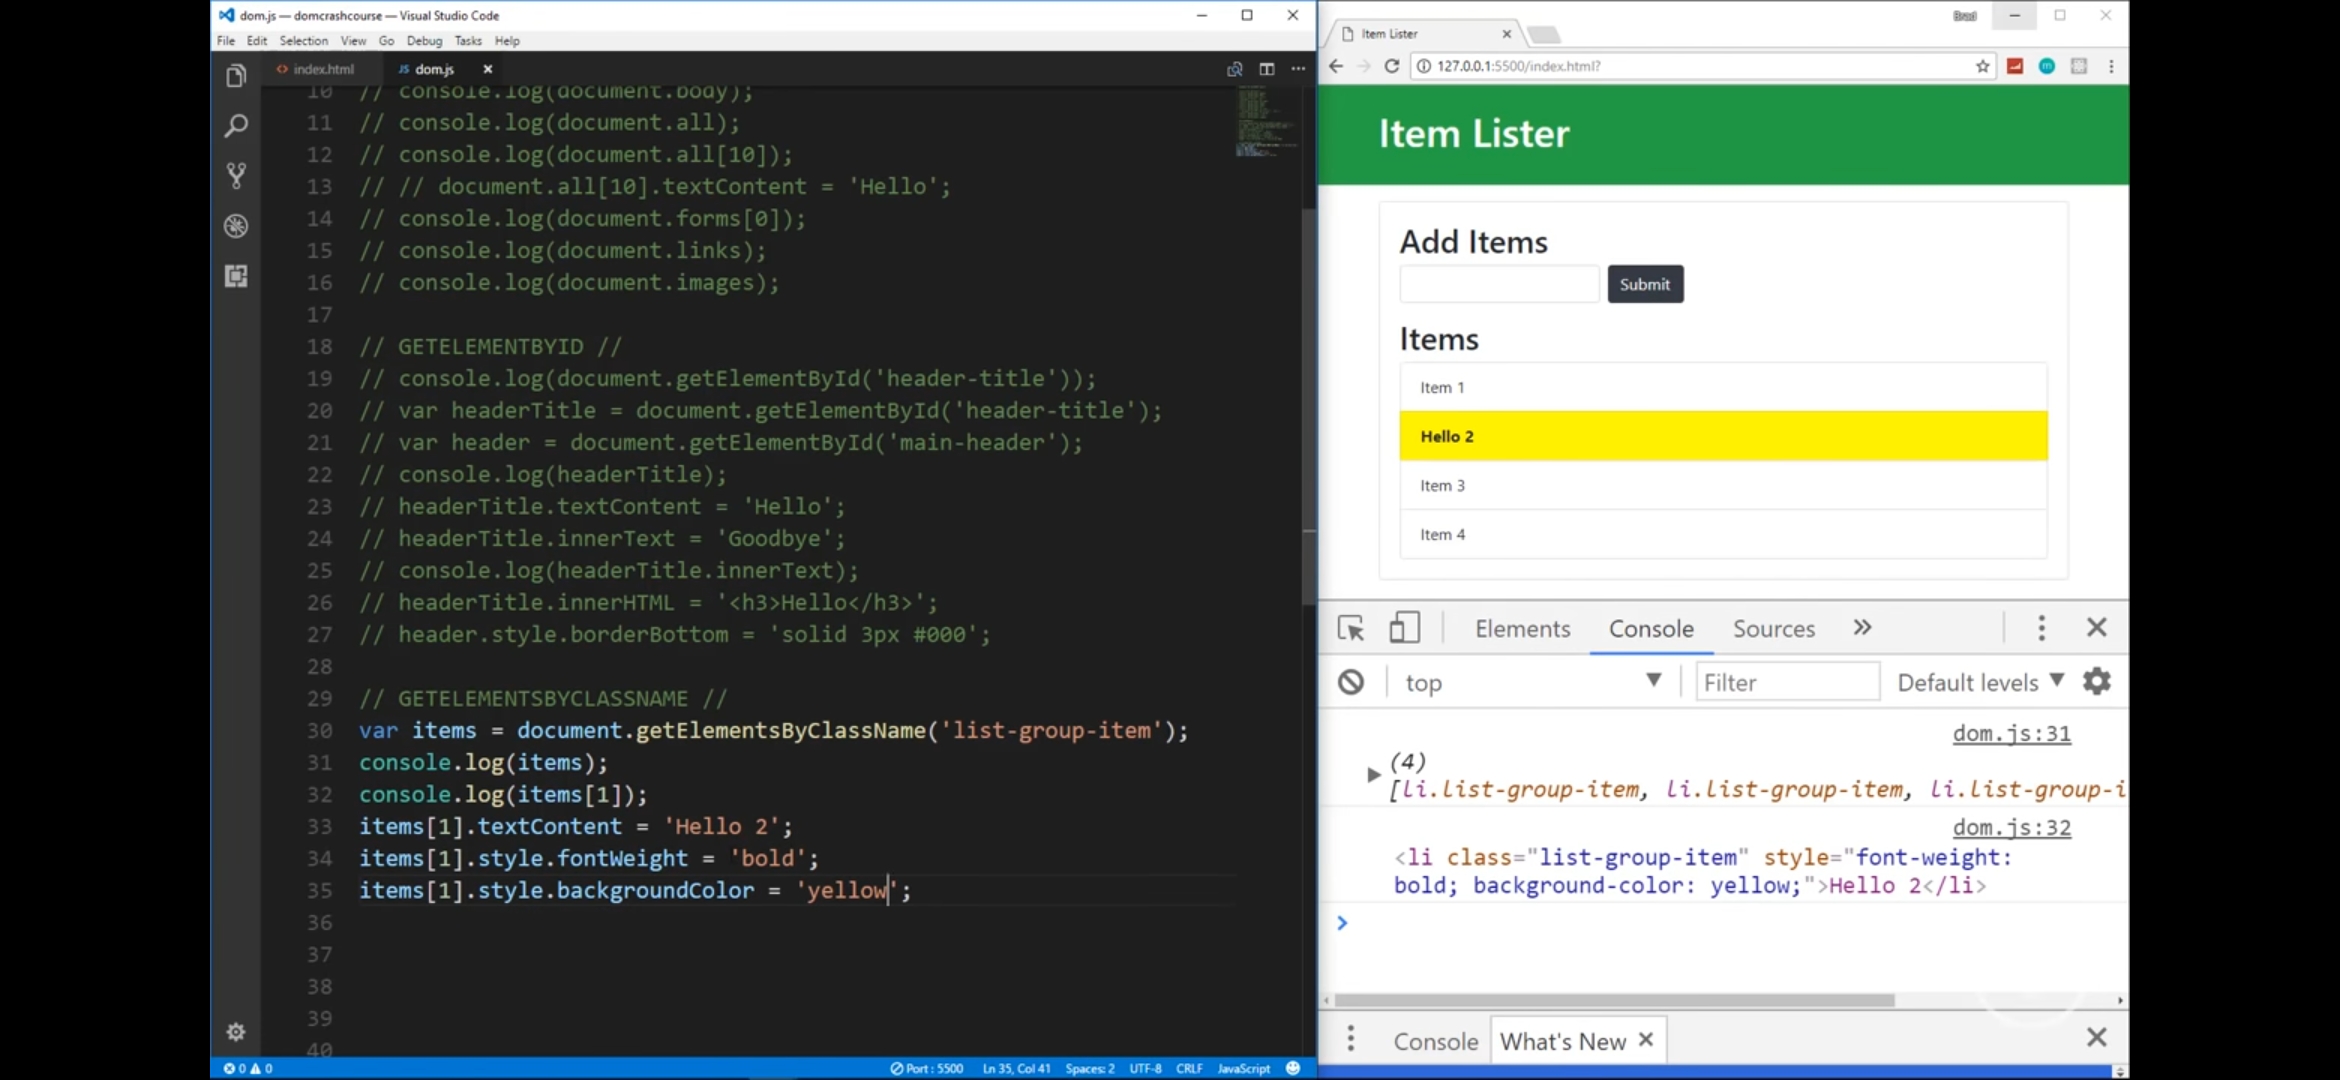 dom.js — domcrashcourse — Visual Studio Code
File Edit Selection View Go Debug Tasks Help
index.html
JS dom.js
10 // console.log(document.body);
11 // console.log(document.all);
12 // console.log(document.all[10]);
13 // // document.all[10].textContent = 'Hello';
14 // console.log(document.forms[0]);
15 // console.log(document.links);
16 // console.log(document.images);
17
18 // GETELEMENTBYID //
19 // console.log(document.getElementById('header-title'));
20 // var headerTitle = document.getElementById('header-title');
21 // var header = document.getElementById('main-header');
22 // console.log(headerTitle);
23 // headerTitle.textContent = 'Hello';
24 // headerTitle.innerText = 'Goodbye';
25 // console.log(headerTitle.innerText);
26 // headerTitle.innerHTML = '<h3>Hello</h3>';
27 // header.style.borderBottom = 'solid 3px #000';
28
29 // GETELEMENTSBYCLASSNAME //
30 var items = document.getElementsByClassName('list-group-item');
31 console.log(items);
32 console.log(items[1]);
33 items[1].textContent = 'Hello 2';
34 items[1].style.fontWeight = 'bold';
35 items[1].style.backgroundColor = 'yellow';
36
37
38
39
40
0 0
Port : 5500 Ln 35, Col 41 Spaces: 2 UTF-8 CRLF JavaScript
Brad
Item Lister
127.0.0.1:5500/index.html?
Item Lister
Add Items
Submit
Items
Item 1
Hello 2
Item 3
Item 4
Elements Console Sources
top Filter Default levels
dom.js:31
(4)
[li.list-group-item, li.list-group-item, li.list-group-i
dom.js:32
<li class="list-group-item" style="font-weight:
bold; background-color: yellow;">Hello 2</li>
Console What's New